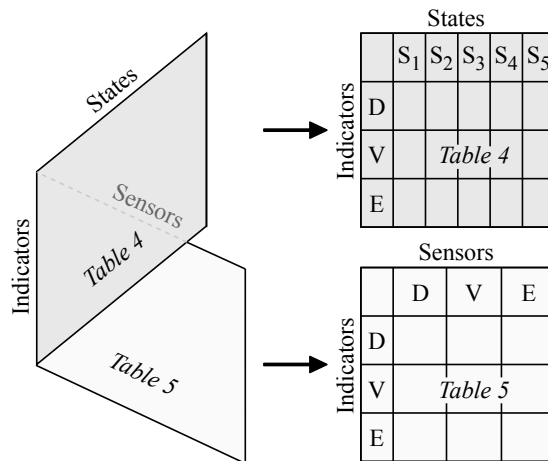 States
Sensors
Indicators
Table 4
Table 5
States
S1 S2 S3 S4 S5
Indicators
D
V
E
Table 4
Sensors
D V E
Indicators
D
V
E
Table 5